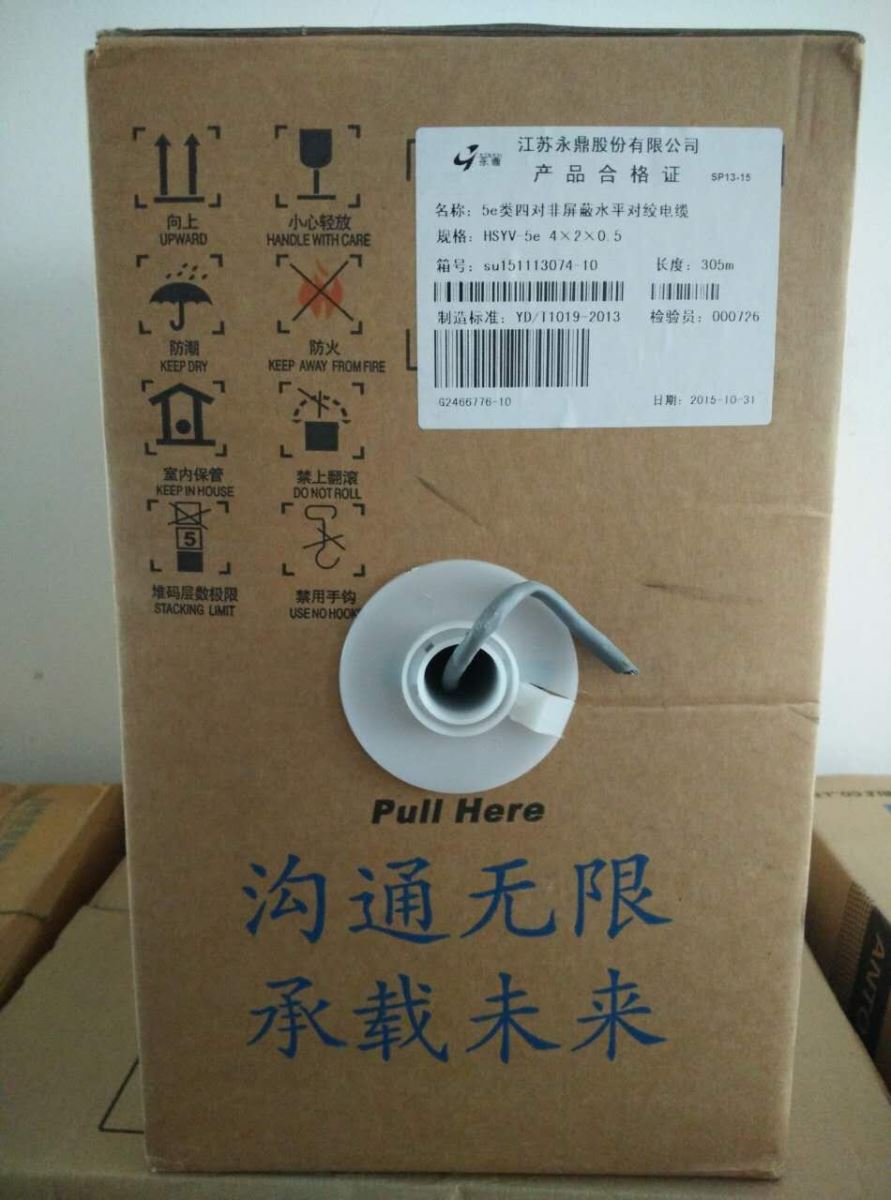 江苏永鼎股份有限公司
永鼎
产品合格证 SP13-15
名称: 5e类四对非屏蔽水平对绞电缆
规格: HSYV-5e 4×2×0.5
箱号: su151113074-10 长度: 305m
制造标准: YD/T1019-2013 检验员: 000726
G2466776-10 日期: 2015-10-31
向上
UPWARD
小心轻放
HANDLE WITH CARE
防潮
KEEP DRY
防火
KEEP AWAY FROM FIRE
室内保管
KEEP IN HOUSE
禁上翻滚
DO NOT ROLL
5
堆码层数极限
STACKING LIMIT
禁用手钩
USE NO HOOK
Pull Here
沟通无限
承载未来
ANTO